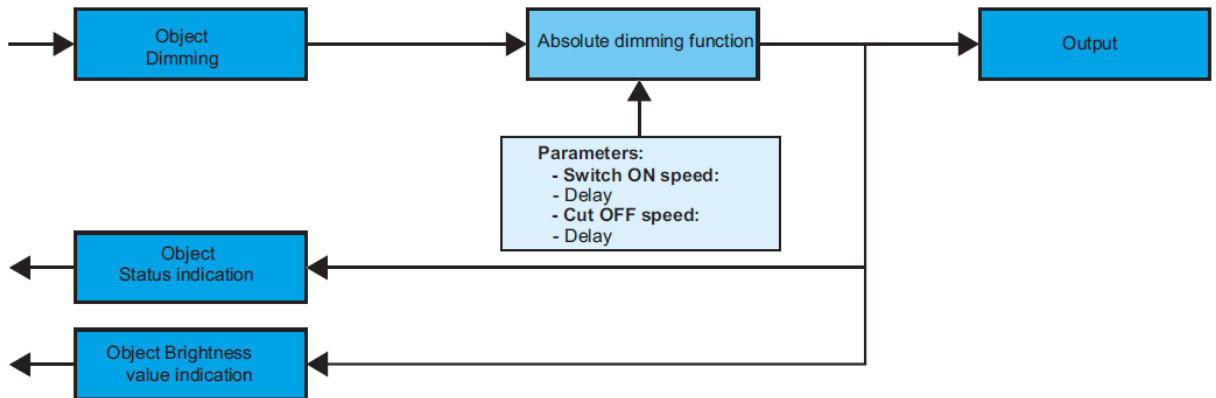 Object
Dimming
Absolute dimming function
Output
Parameters:
- Switch ON speed:
- Delay
- Cut OFF speed:
- Delay
Object
Status indication
Object Brightness
value indication